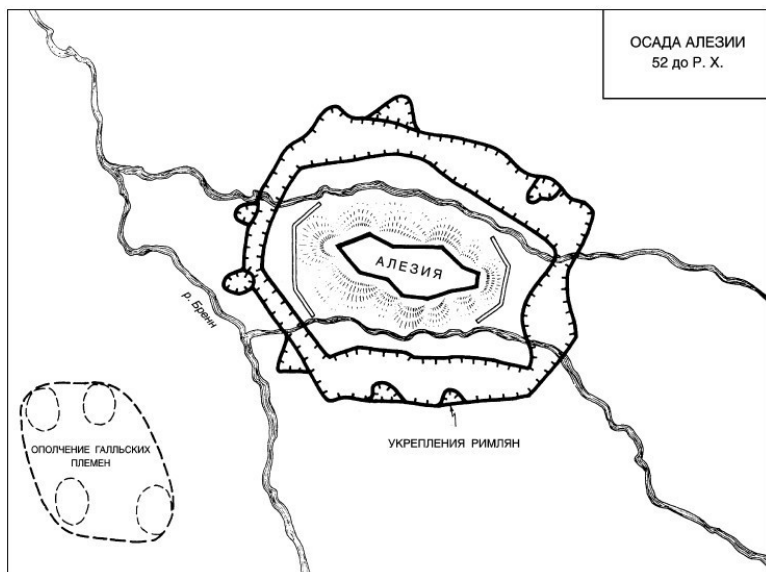 ОСАДА АЛЕЗИИ
52 до Р. Х.
АЛЕЗИЯ
р. Бренн
УКРЕПЛЕНИЯ РИМЛЯН
ОПОЛЧЕНИЕ ГАЛЛЬСКИХ
ПЛЕМЕН